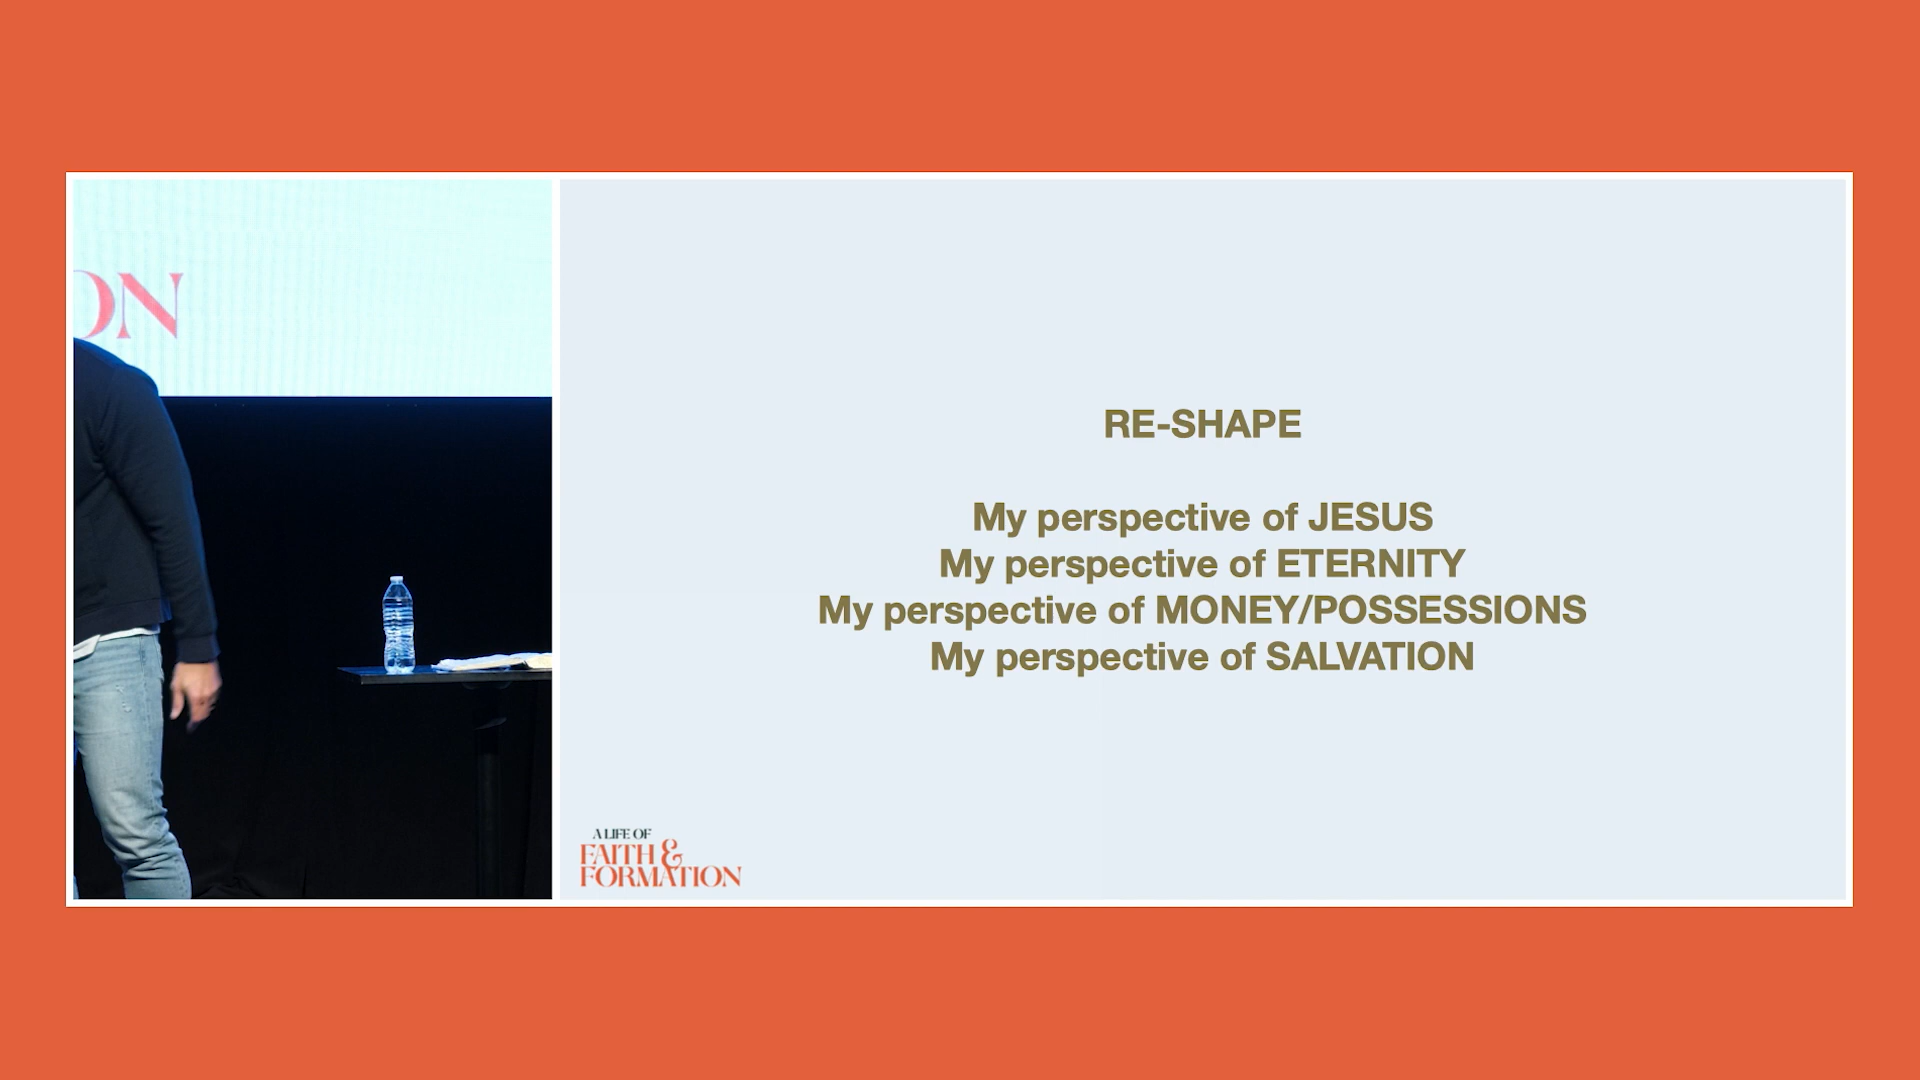 ON
RE-SHAPE
My perspective of JESUS
My perspective of ETERNITY
My perspective of MONEY/POSSESSIONS
My perspective of SALVATION
A LIFE OF
FAITH &
FORMATION